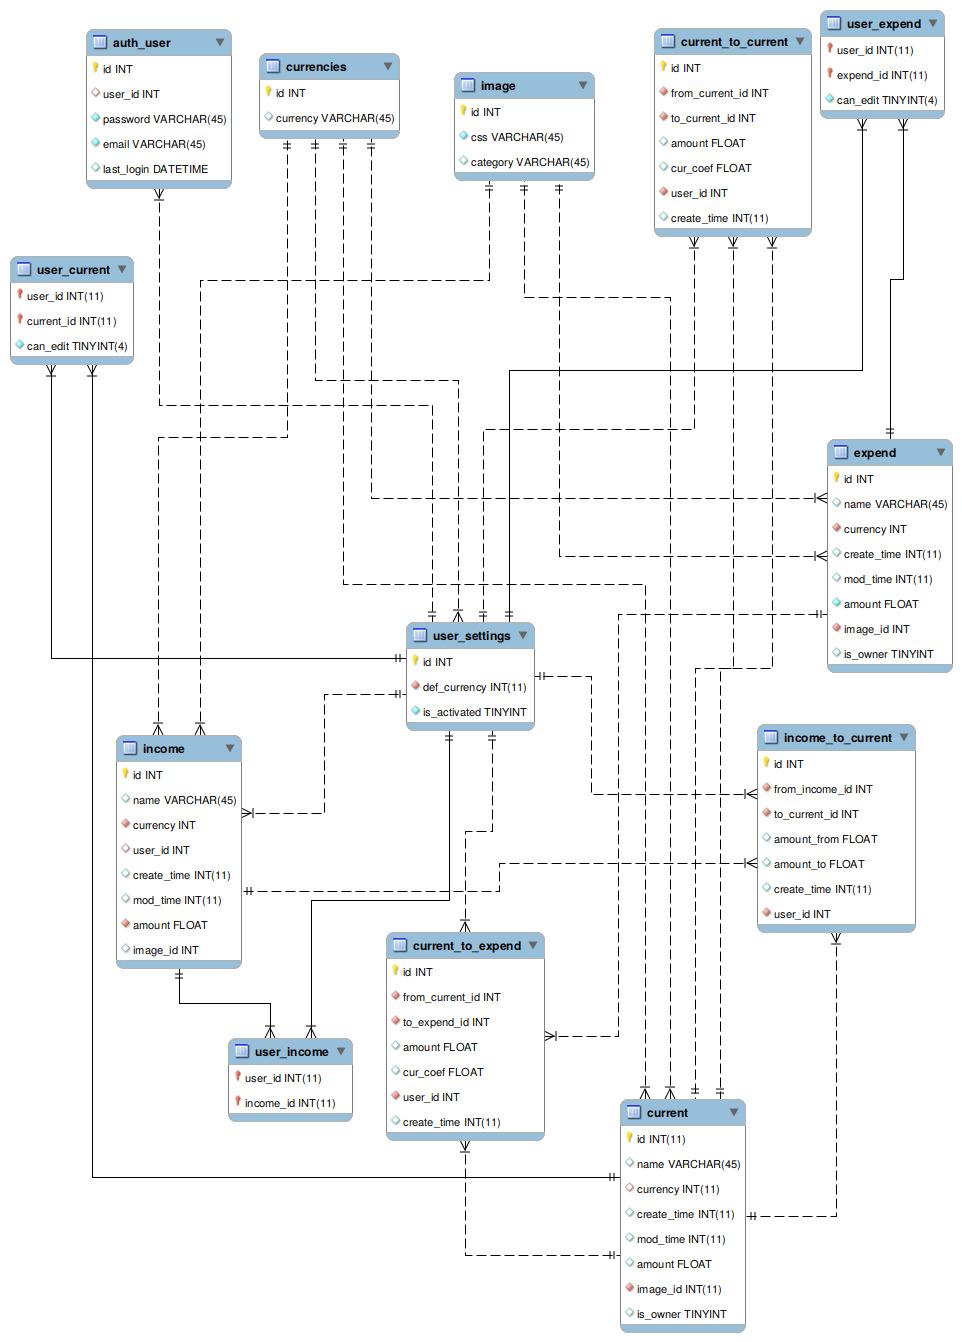 auth_user
id INT
user_id INT
password VARCHAR(45)
email VARCHAR(45)
last_login DATETIME
currencies
id INT
currency VARCHAR(45)
image
id INT
css VARCHAR(45)
category VARCHAR(45)
current_to_current
id INT
from_current_id INT
to_current_id INT
amount FLOAT
cur_coef FLOAT
user_id INT
create_time INT(11)
user_expend
user_id INT(11)
expend_id INT(11)
can_edit TINYINT(4)
user_current
user_id INT(11)
current_id INT(11)
can_edit TINYINT(4)
expend
id INT
name VARCHAR(45)
currency INT
create_time INT(11)
mod_time INT(11)
amount FLOAT
image_id INT
is_owner TINYINT
user_settings
id INT
def_currency INT(11)
is_activated TINYINT
income
id INT
name VARCHAR(45)
currency INT
user_id INT
create_time INT(11)
mod_time INT(11)
amount FLOAT
image_id INT
income_to_current
id INT
from_income_id INT
to_current_id INT
amount_from FLOAT
amount_to FLOAT
create_time INT(11)
user_id INT
current_to_expend
id INT
from_current_id INT
to_expend_id INT
amount FLOAT
cur_coef FLOAT
user_id INT
create_time INT(11)
user_income
user_id INT(11)
income_id INT(11)
current
id INT(11)
name VARCHAR(45)
currency INT(11)
create_time INT(11)
mod_time INT(11)
amount FLOAT
image_id INT(11)
is_owner TINYINT